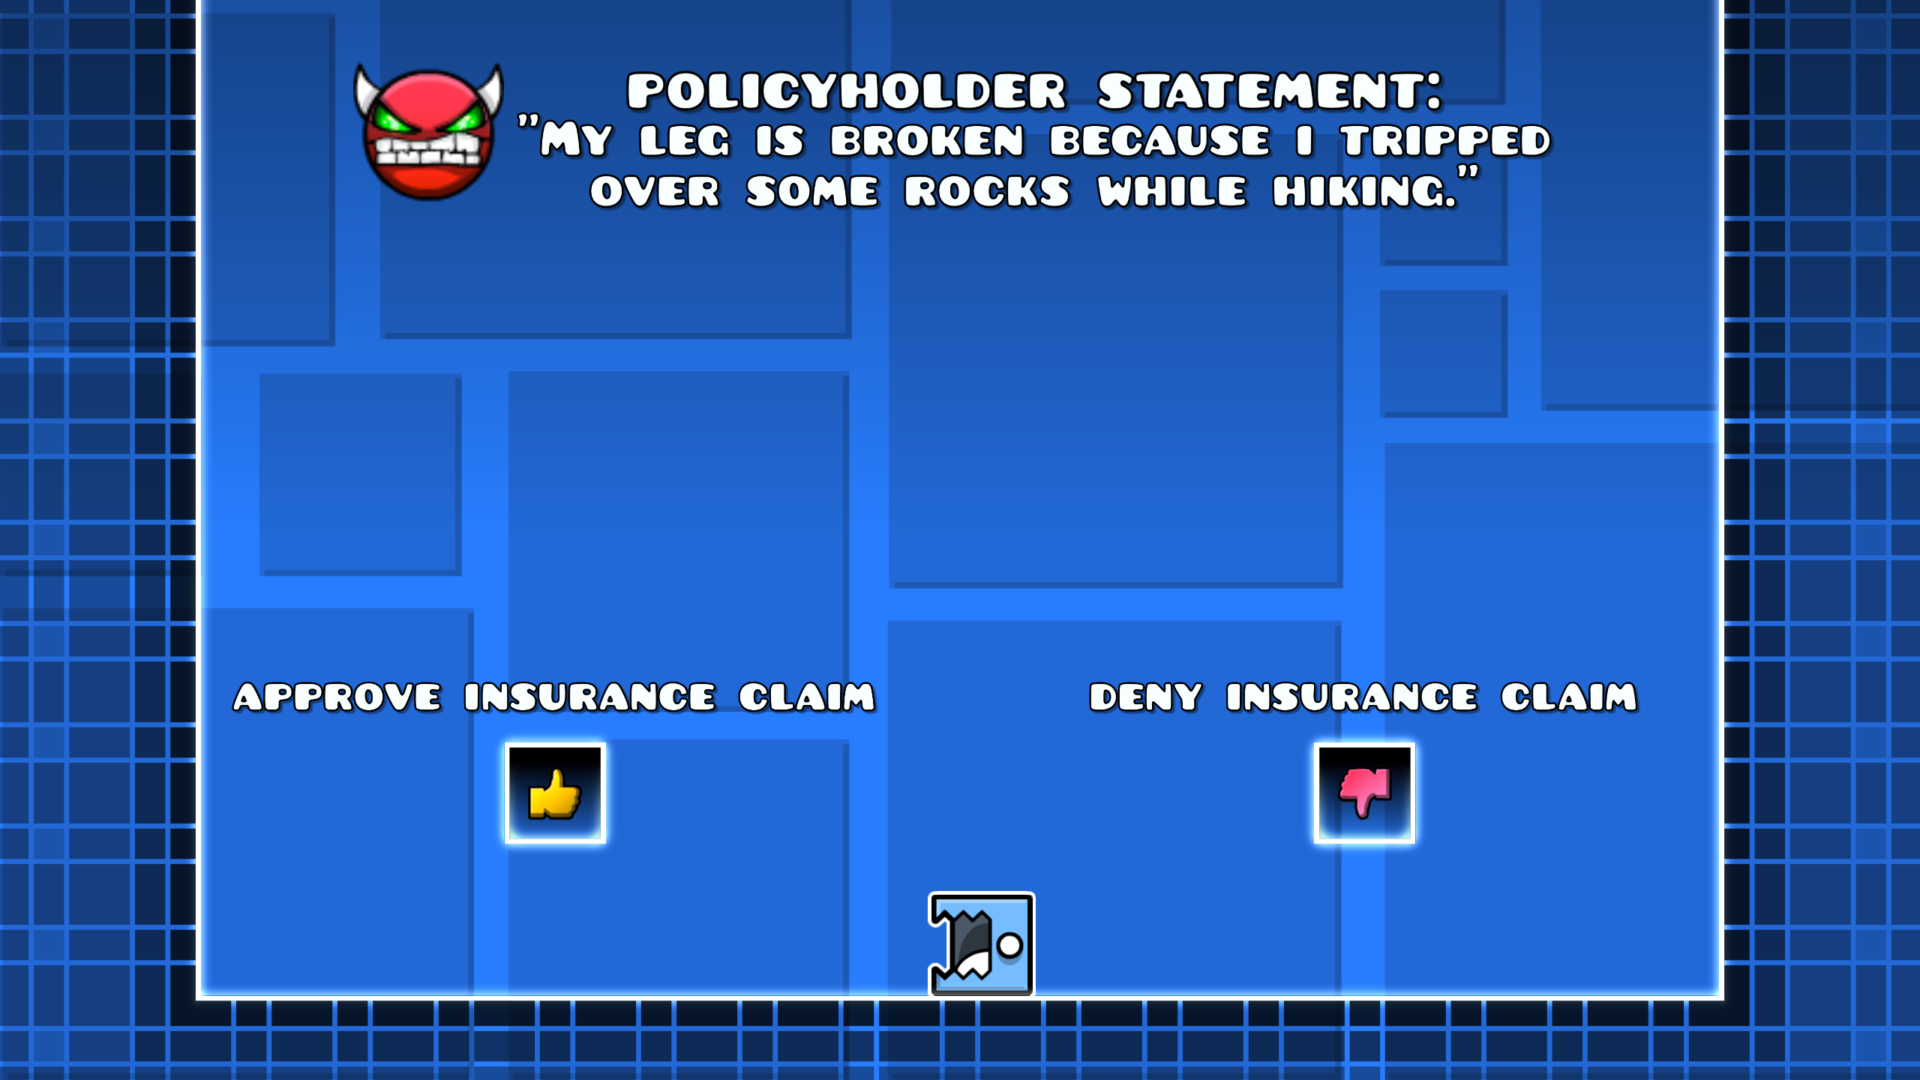 POLICYHOLDER STATEMENT:
"MY LEG IS BROKEN BECAUSE I TRIPPED
OVER SOME ROCKS WHILE HIKING."
APPROVE INSURANCE CLAIM
DENY INSURANCE CLAIM